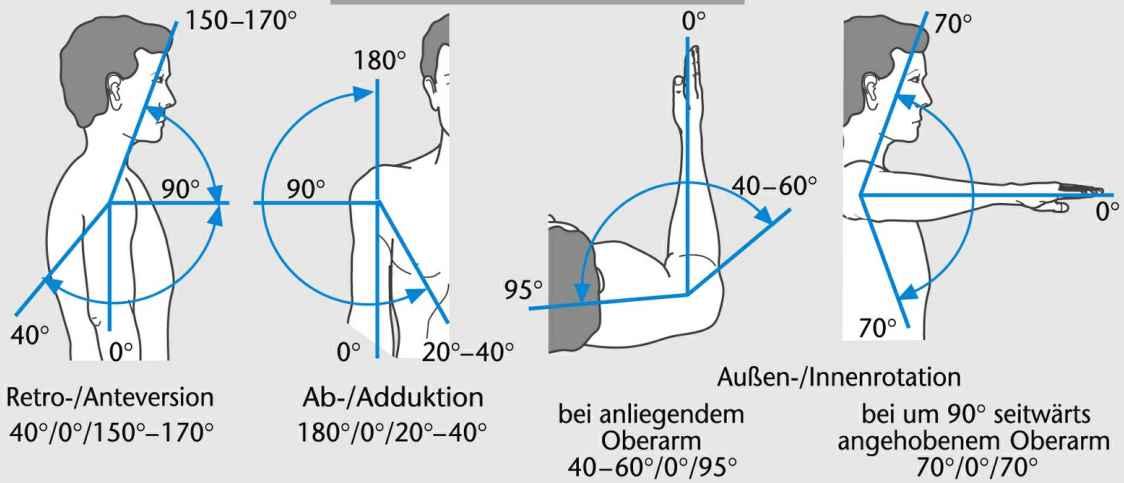 150–170°
90°
40°
0°
Retro-/Anteversion
40°/0°/150°–170°
180°
90°
0°
20°–40°
Ab-/Adduktion
180°/0°/20°–40°
0°
40–60°
95°
70°
0°
70°
Außen-/Innenrotation
bei anliegendem
Oberarm
40–60°/0°/95°
bei um 90° seitwärts
angehobenem Oberarm
70°/0°/70°